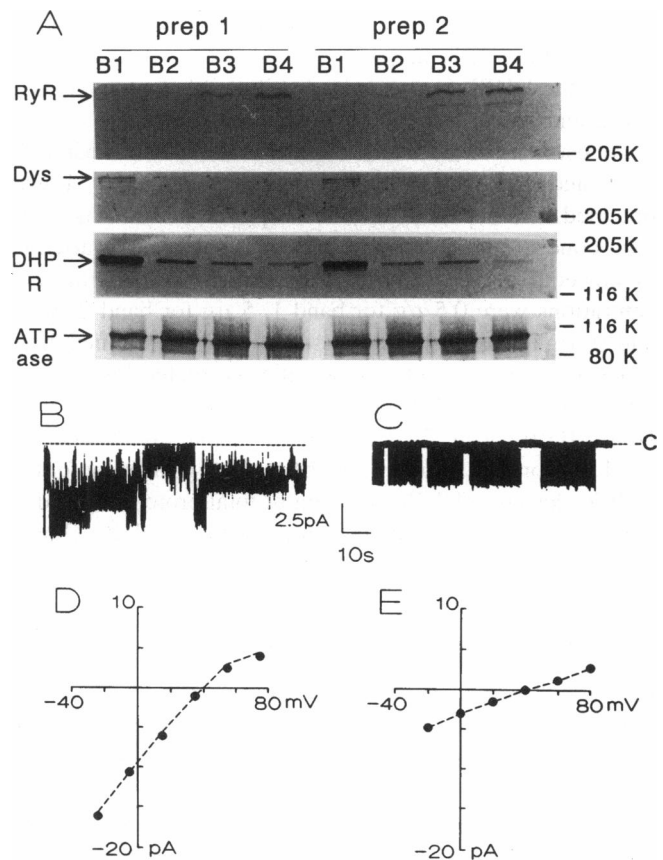 A
prep 1 prep 2
B1 B2 B3 B4 B1 B2 B3 B4
RyR
205K
Dys
205K
205K
DHP
R
116 K
ATP
ase
116 K
80 K
B
C
-C
2.5pA
10s
D
E
10
10
-40
80 mV
-40
80 mV
-20 pA
-20 pA